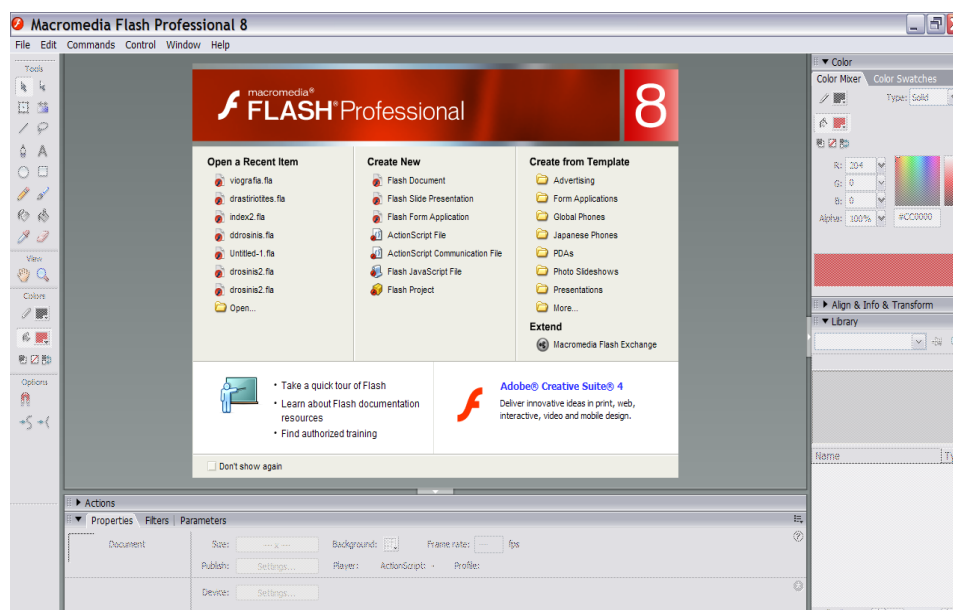 Macromedia Flash Professional 8
File Edit Commands Control Window Help
Tools
View
Colors
Options
macromedia®
FLASH® Professional 8
Open a Recent Item
viografia.fla
drastiriotites.fla
index2.fla
ddrosinis.fla
Untitled-1.fla
drosinis2.fla
drosinis2.fla
Open...
Create New
Flash Document
Flash Slide Presentation
Flash Form Application
ActionScript File
ActionScript Communication File
Flash JavaScript File
Flash Project
Create from Template
Advertising
Form Applications
Global Phones
Japanese Phones
PDAs
Photo Slideshows
Presentations
More...
Extend
Macromedia Flash Exchange
• Take a quick tour of Flash
• Learn about Flash documentation
resources
• Find authorized training
Adobe® Creative Suite® 4
Deliver innovative ideas in print, web,
interactive, video and mobile design.
Don't show again
Color
Color Mixer Color Swatches
Type: Solid
R: 204
G: 0
B: 0
Alpha: 100% #CC0000
Align & Info & Transform
Library
Name
Actions
Properties Filters Parameters
Document
Size:
Background:
Frame rate:
fps
Publish: Settings...
Player: ActionScript: Profile:
Device: Settings...